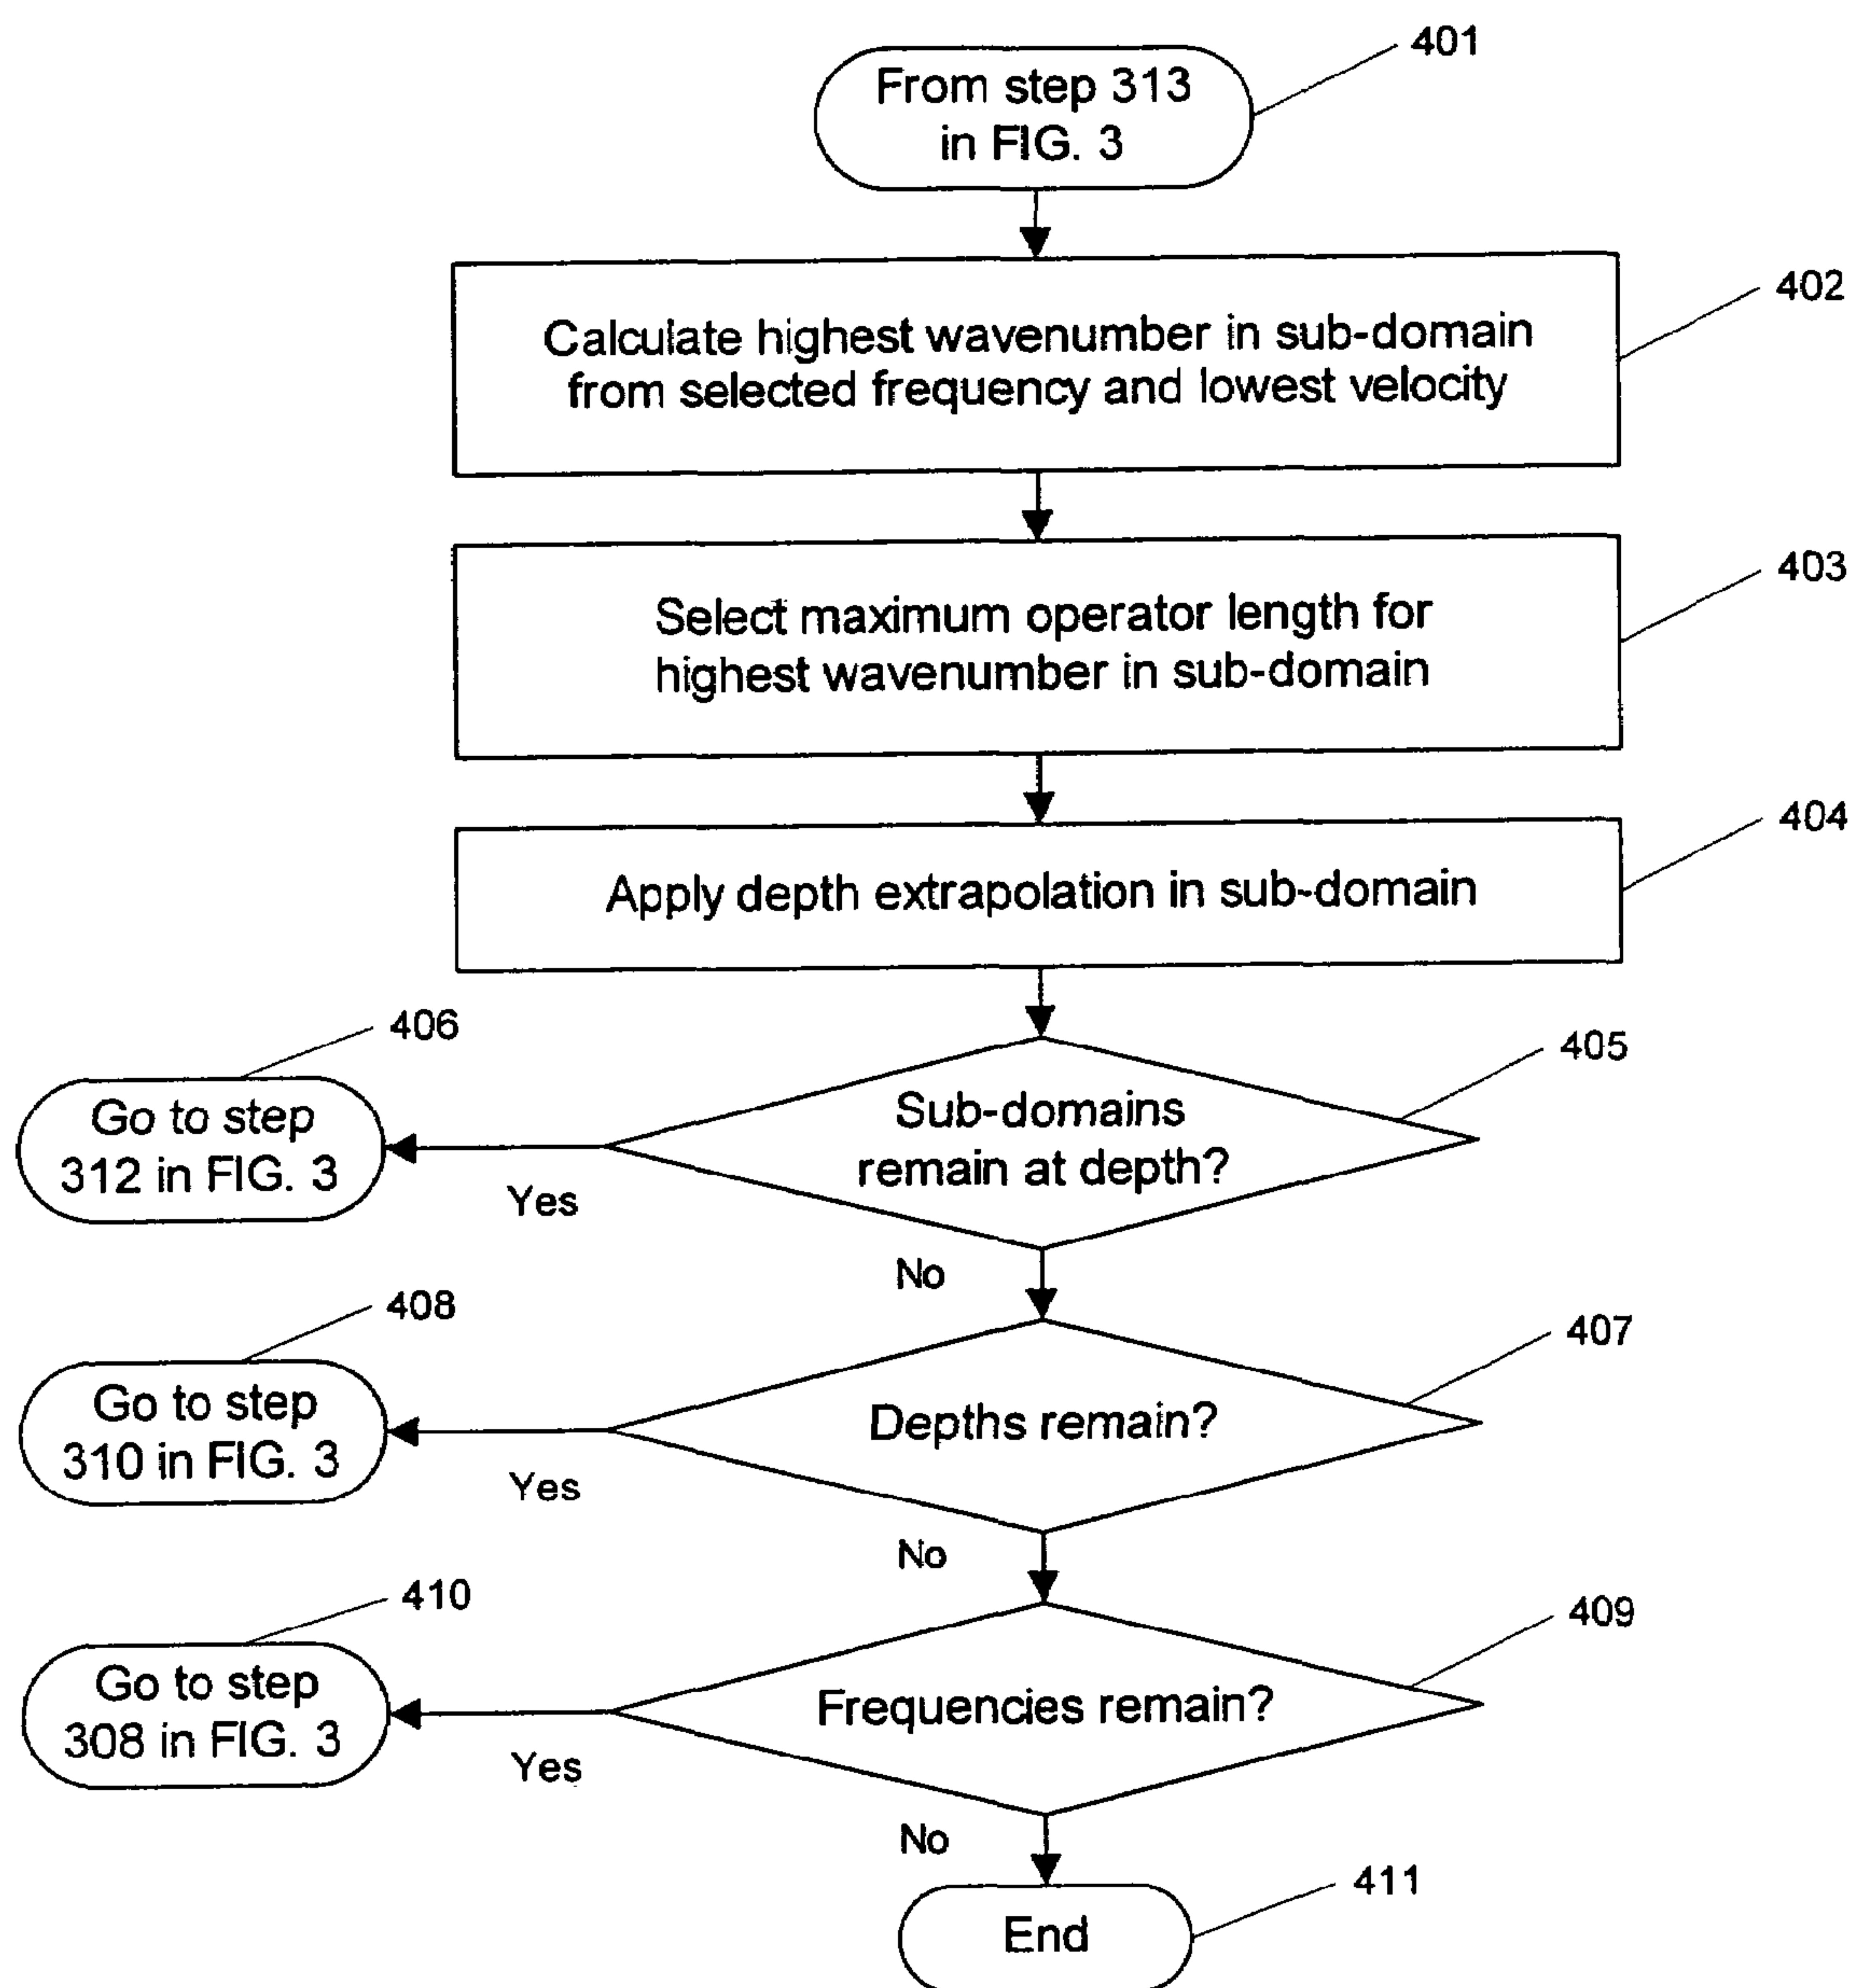 401
From step 313
in FIG. 3
402
Calculate highest wavenumber in sub-domain
from selected frequency and lowest velocity
403
Select maximum operator length for
highest wavenumber in sub-domain
404
Apply depth extrapolation in sub-domain
406
405
Go to step
312 in FIG. 3
Sub-domains
remain at depth?
Yes
No
408
407
Go to step
310 in FIG. 3
Depths remain?
Yes
No
410
409
Go to step
308 in FIG. 3
Frequencies remain?
Yes
No
411
End